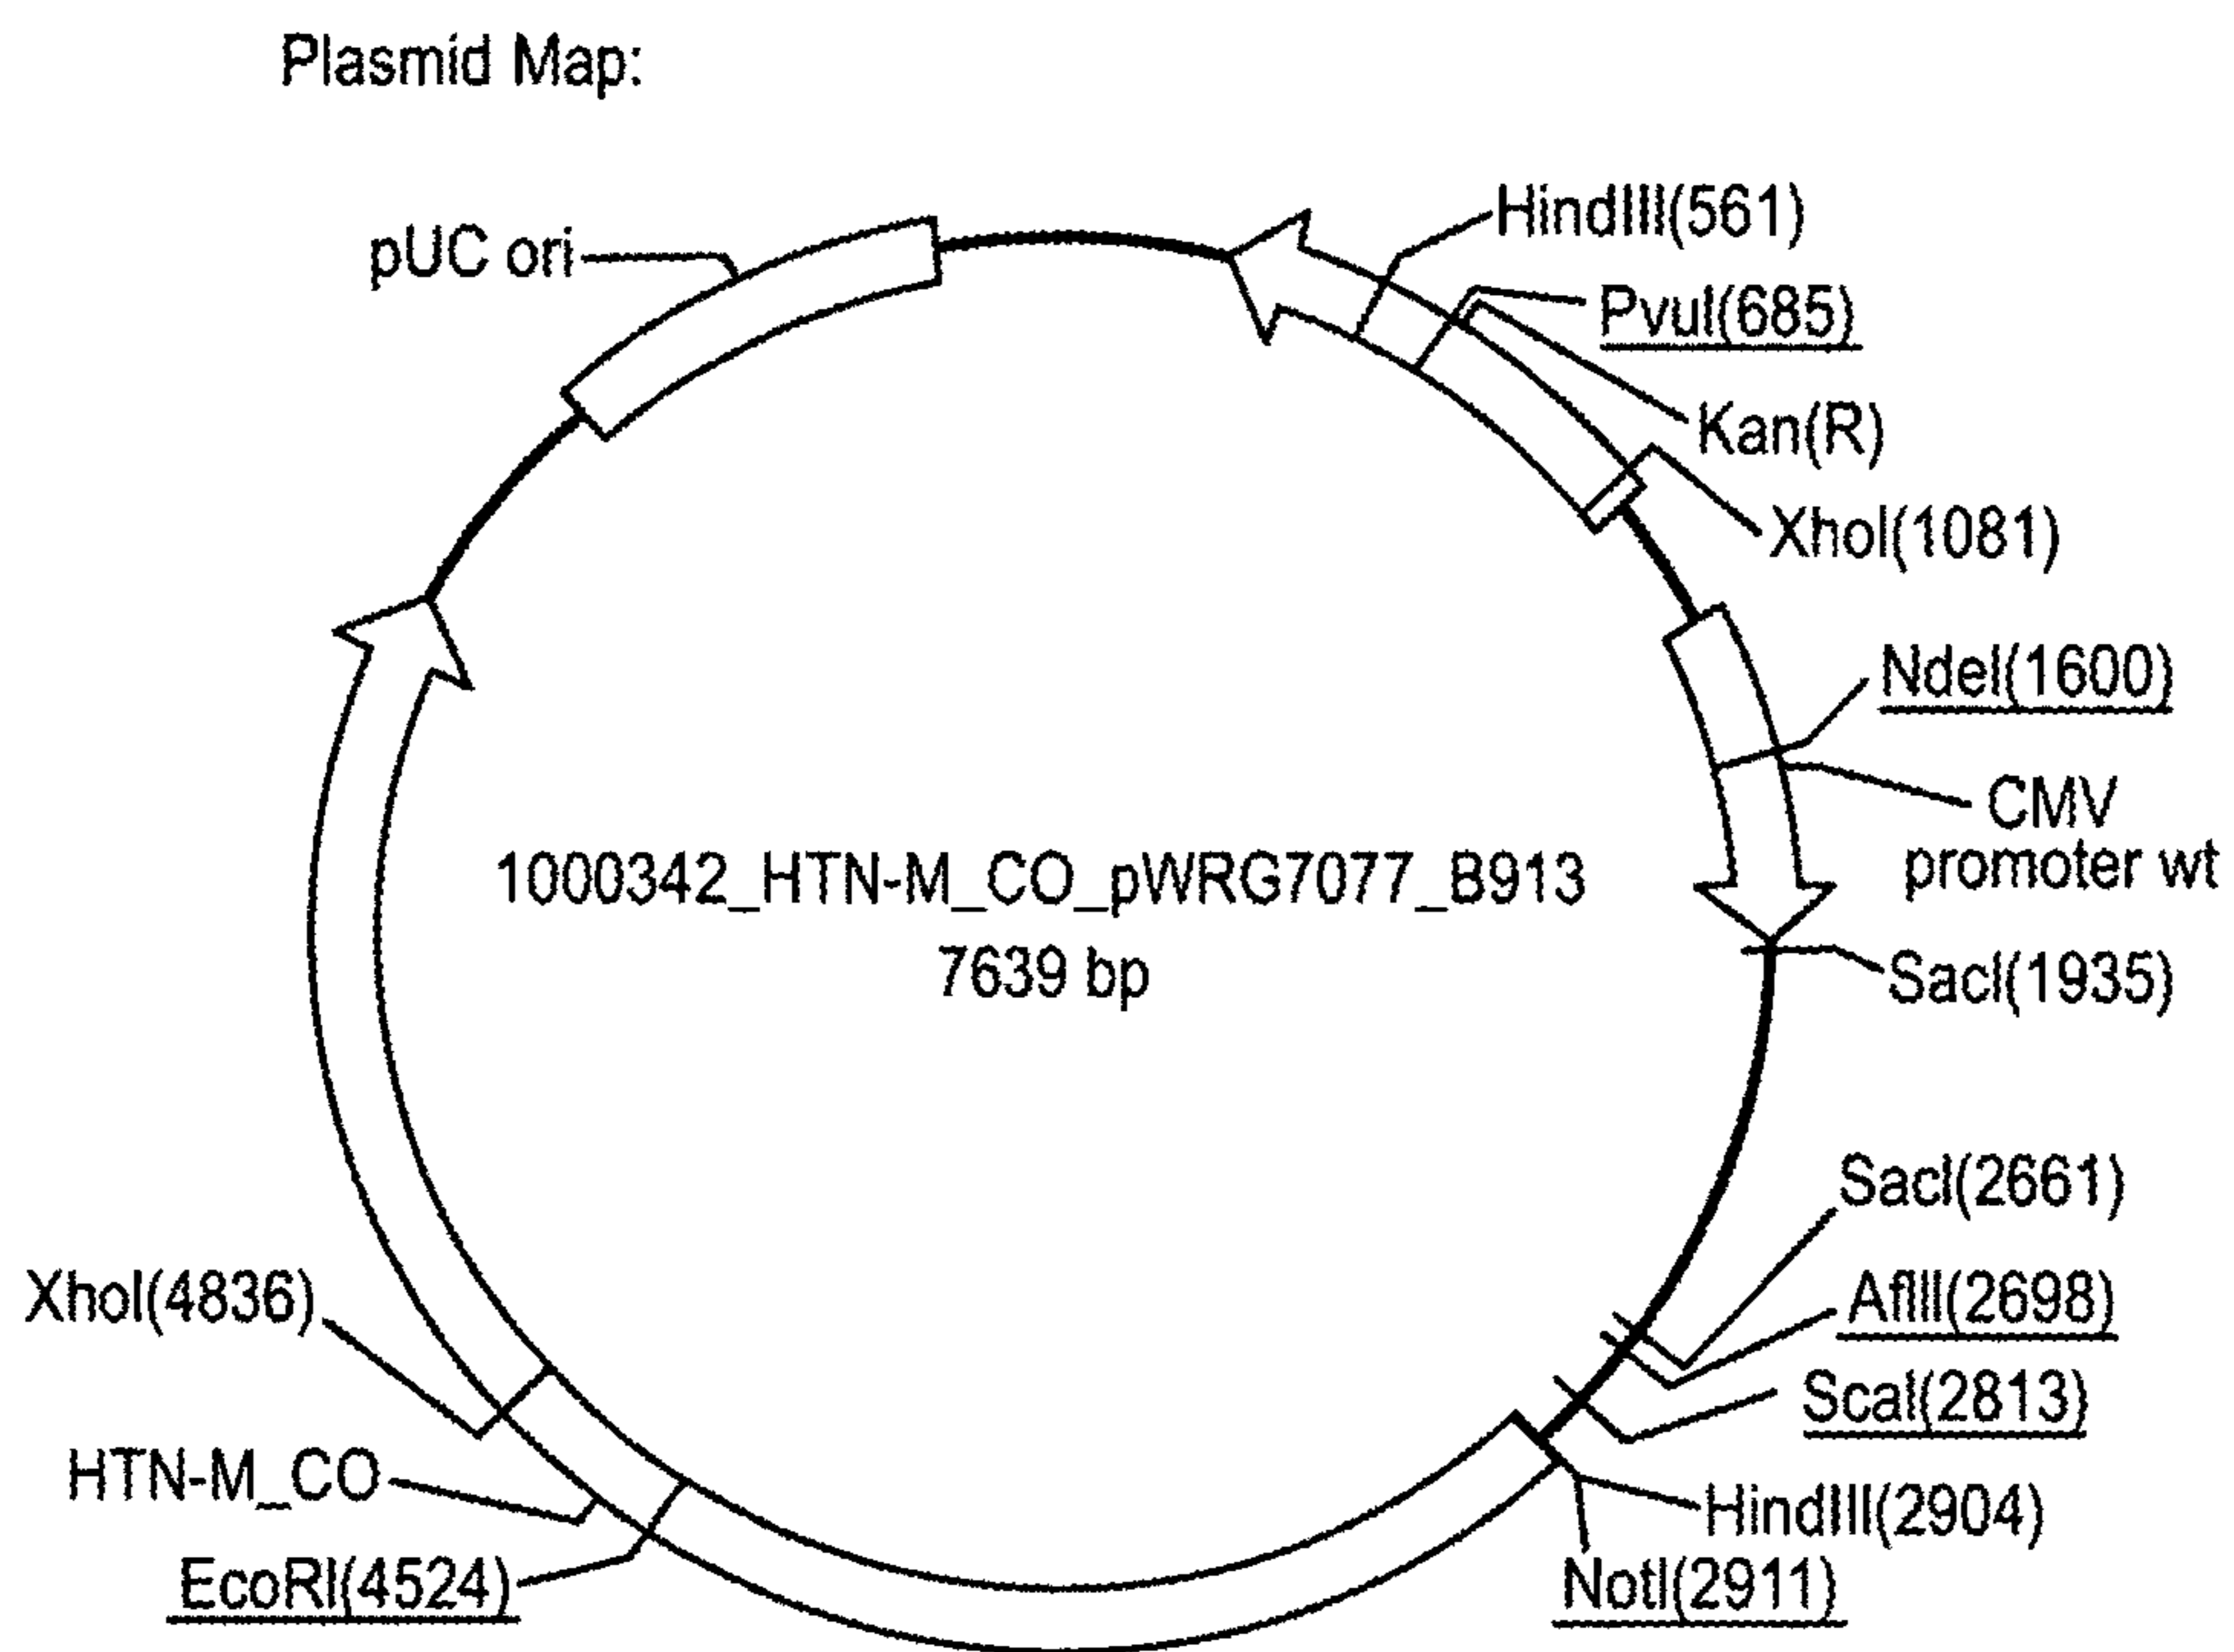 Plasmid Map:
pUC ori
HindIII(561)
PvuI(685)
Kan(R)
XhoI(1081)
NdeI(1600)
CMV
promoter wt
1000342_HTN-M_CO_pWRG7077_B913
7639 bp
SacI(1935)
SacI(2661)
AflII(2698)
ScaI(2813)
HindIII(2904)
NotI(2911)
XhoI(4836)
HTN-M_CO
EcoRI(4524)